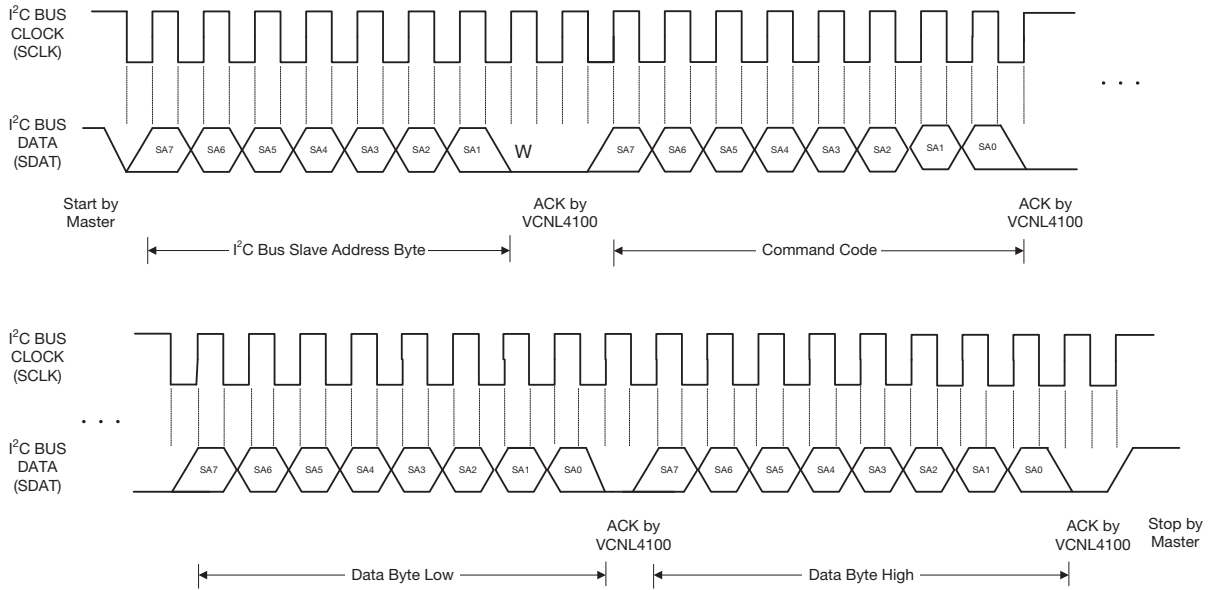 I²C BUS
CLOCK
(SCLK)
. . .
I²C BUS
DATA
(SDAT)
SA7 SA6 SA5 SA4 SA3 SA2 SA1 W SA7 SA6 SA5 SA4 SA3 SA2 SA1 SA0
Start by
Master
ACK by
VCNL4100
ACK by
VCNL4100
I²C Bus Slave Address Byte
Command Code
I²C BUS
CLOCK
(SCLK)
. . .
I²C BUS
DATA
(SDAT)
SA7 SA6 SA5 SA4 SA3 SA2 SA1 SA0 SA7 SA6 SA5 SA4 SA3 SA2 SA1 SA0
ACK by
VCNL4100
ACK by
VCNL4100
Stop by
Master
Data Byte Low
Data Byte High